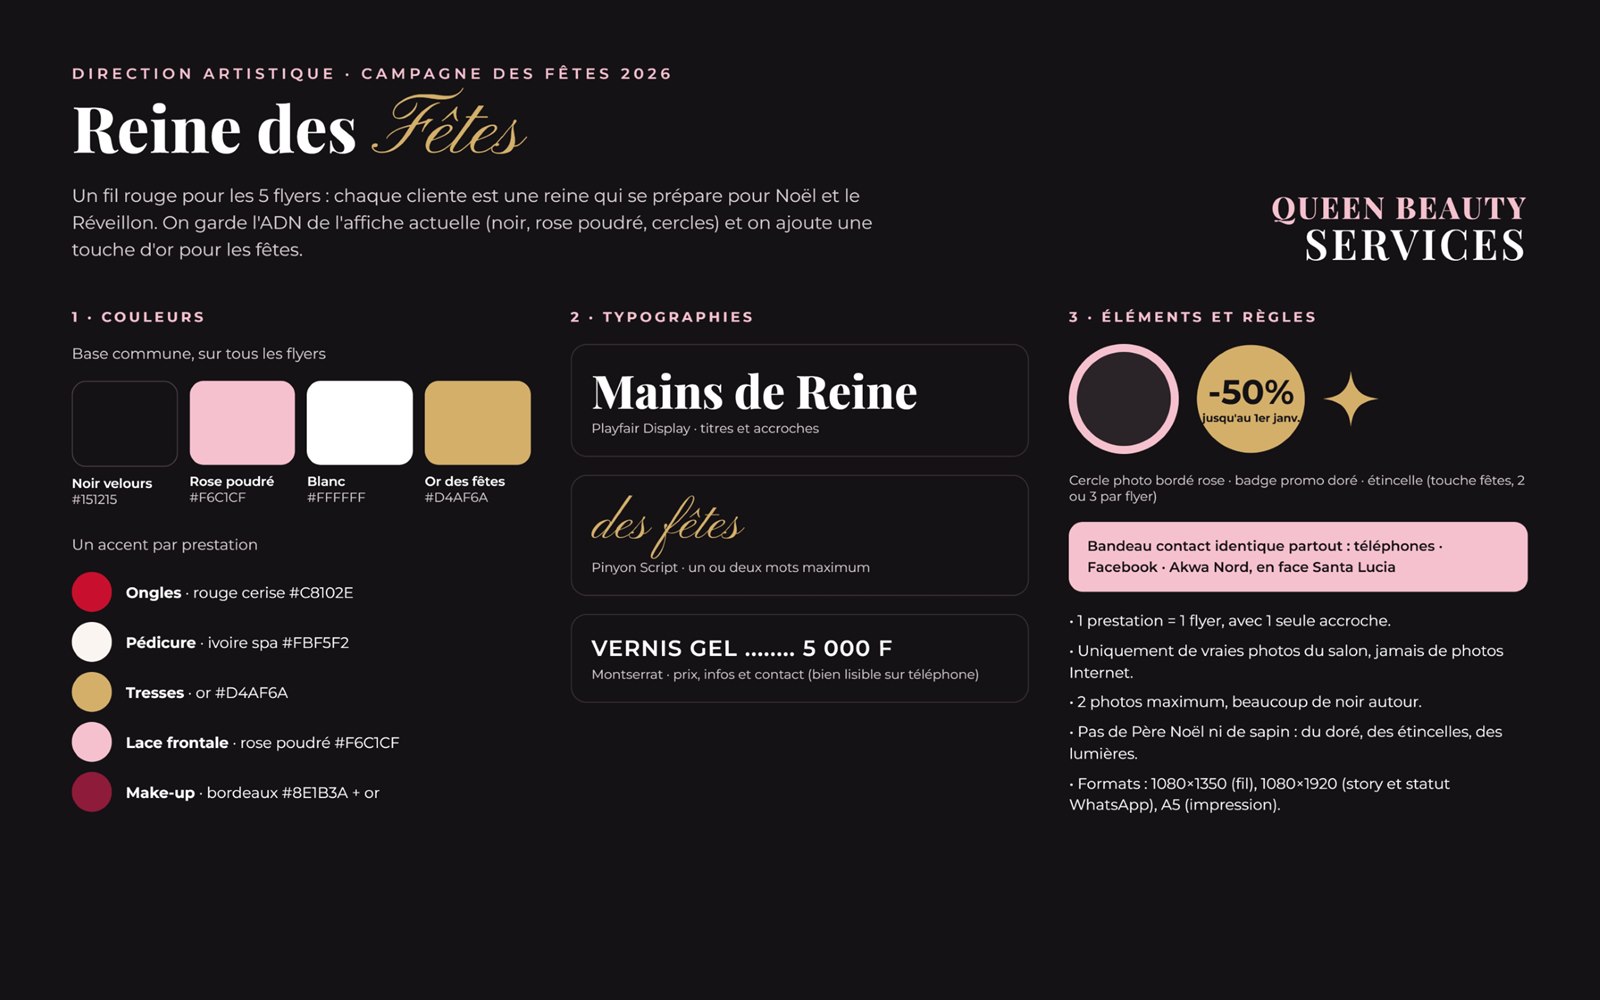 DIRECTION ARTISTIQUE · CAMPAGNE DES FÊTES 2026
Reine des Fêtes
Un fil rouge pour les 5 flyers : chaque cliente est une reine qui se prépare pour Noël et le
Réveillon. On garde l'ADN de l'affiche actuelle (noir, rose poudré, cercles) et on ajoute une
touche d'or pour les fêtes.
QUEEN BEAUTY
SERVICES
1 · COULEURS
Base commune, sur tous les flyers
Noir velours
#151215
Rose poudré
#F6C1CF
Blanc
#FFFFFF
Or des fêtes
#D4AF6A
Un accent par prestation
Ongles · rouge cerise #C8102E
Pédicure · ivoire spa #FBF5F2
Tresses · or #D4AF6A
Lace frontale · rose poudré #F6C1CF
Make-up · bordeaux #8E1B3A + or
2 · TYPOGRAPHIES
Mains de Reine
Playfair Display · titres et accroches
des fêtes
Pinyon Script · un ou deux mots maximum
VERNIS GEL ........ 5 000 F
Montserrat · prix, infos et contact (bien lisible sur téléphone)
3 · ÉLÉMENTS ET RÈGLES
-50%
jusqu'au 1er janv.
Cercle photo bordé rose · badge promo doré · étincelle (touche fêtes, 2
ou 3 par flyer)
Bandeau contact identique partout : téléphones ·
Facebook · Akwa Nord, en face Santa Lucia
• 1 prestation = 1 flyer, avec 1 seule accroche.
• Uniquement de vraies photos du salon, jamais de photos
Internet.
• 2 photos maximum, beaucoup de noir autour.
• Pas de Père Noël ni de sapin : du doré, des étincelles, des
lumières.
• Formats : 1080×1350 (fil), 1080×1920 (story et statut
WhatsApp), A5 (impression).